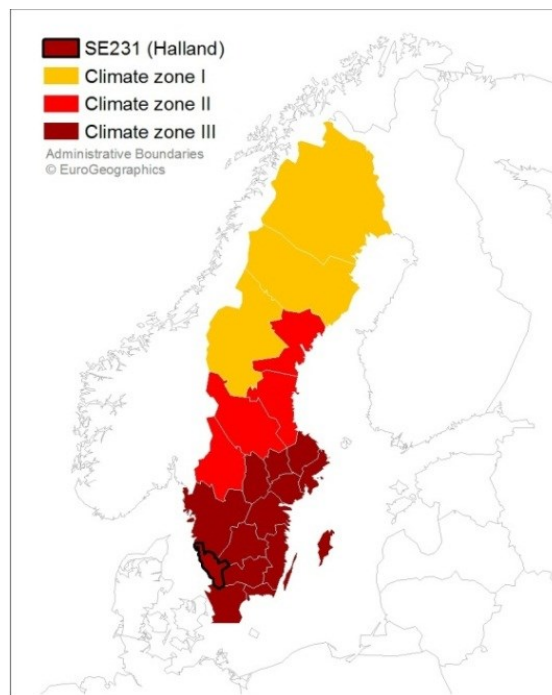 SE231 (Halland)
Climate zone I
Climate zone II
Climate zone III
Administrative Boundaries
© EuroGeographics